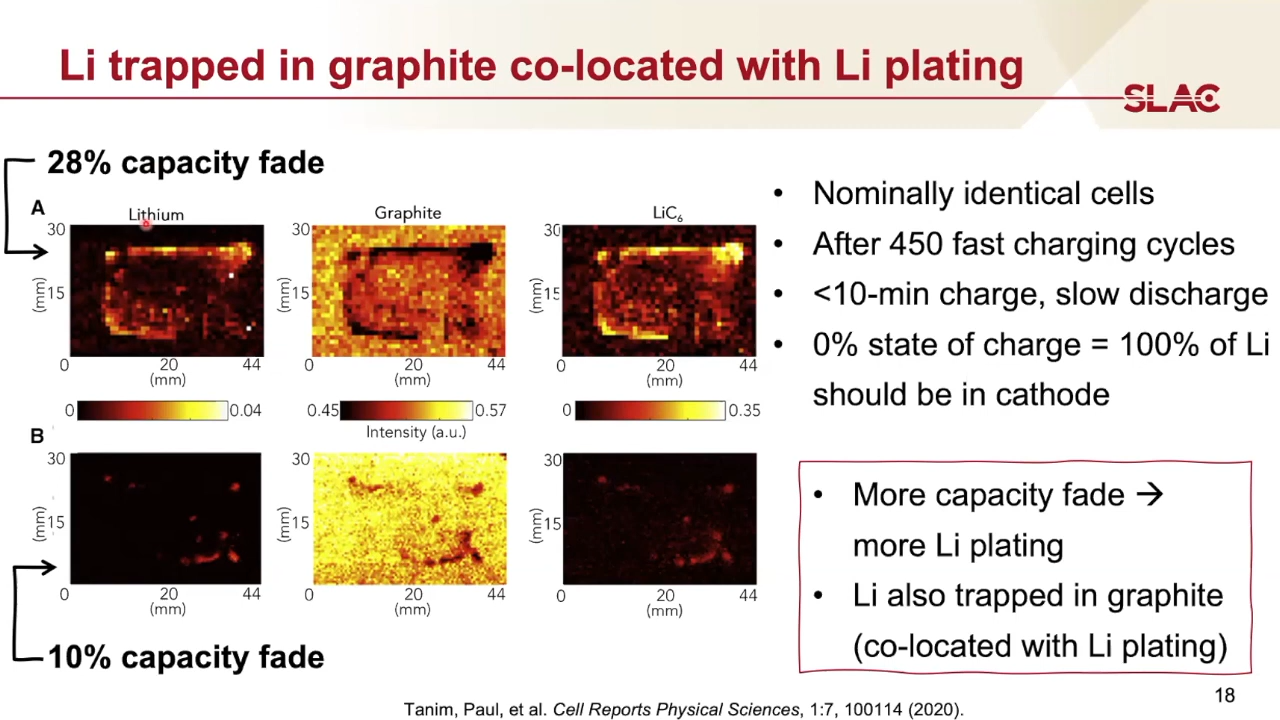 Li trapped in graphite co-located with Li plating
SLAC
28% capacity fade
A
Lithium
Graphite
LiC₆
30
15
(mm)
0
20
44
(mm)
30
15
(mm)
0
20
44
(mm)
30
15
(mm)
0
20
44
(mm)
0
0.04
0.45
0.57
0
0.35
Intensity (a.u.)
B
30
15
(mm)
0
20
44
(mm)
30
15
(mm)
0
20
44
(mm)
30
15
(mm)
0
20
44
(mm)
10% capacity fade
• Nominally identical cells
• After 450 fast charging cycles
• <10-min charge, slow discharge
• 0% state of charge = 100% of Li
should be in cathode
• More capacity fade →
more Li plating
• Li also trapped in graphite
(co-located with Li plating)
18
Tanim, Paul, et al. Cell Reports Physical Sciences, 1:7, 100114 (2020).